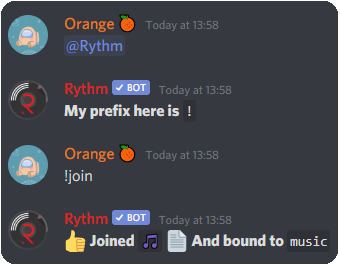 Orange 🍊 Today at 13:58
@Rythm
Rythm ✓ BOT Today at 13:58
My prefix here is !
Orange 🍊 Today at 13:58
!join
Rythm ✓ BOT Today at 13:58
👍 Joined 🎵 📄 And bound to music